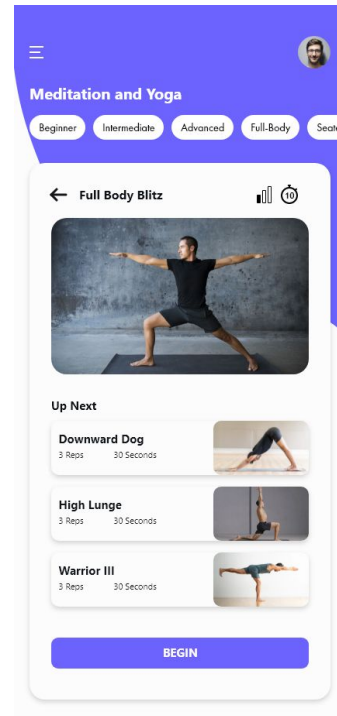 Meditation and Yoga
Beginner Intermediate Advanced Full-Body Seate
Full Body Blitz 10
Up Next
Downward Dog
3 Reps 30 Seconds
High Lunge
3 Reps 30 Seconds
Warrior III
3 Reps 30 Seconds
BEGIN